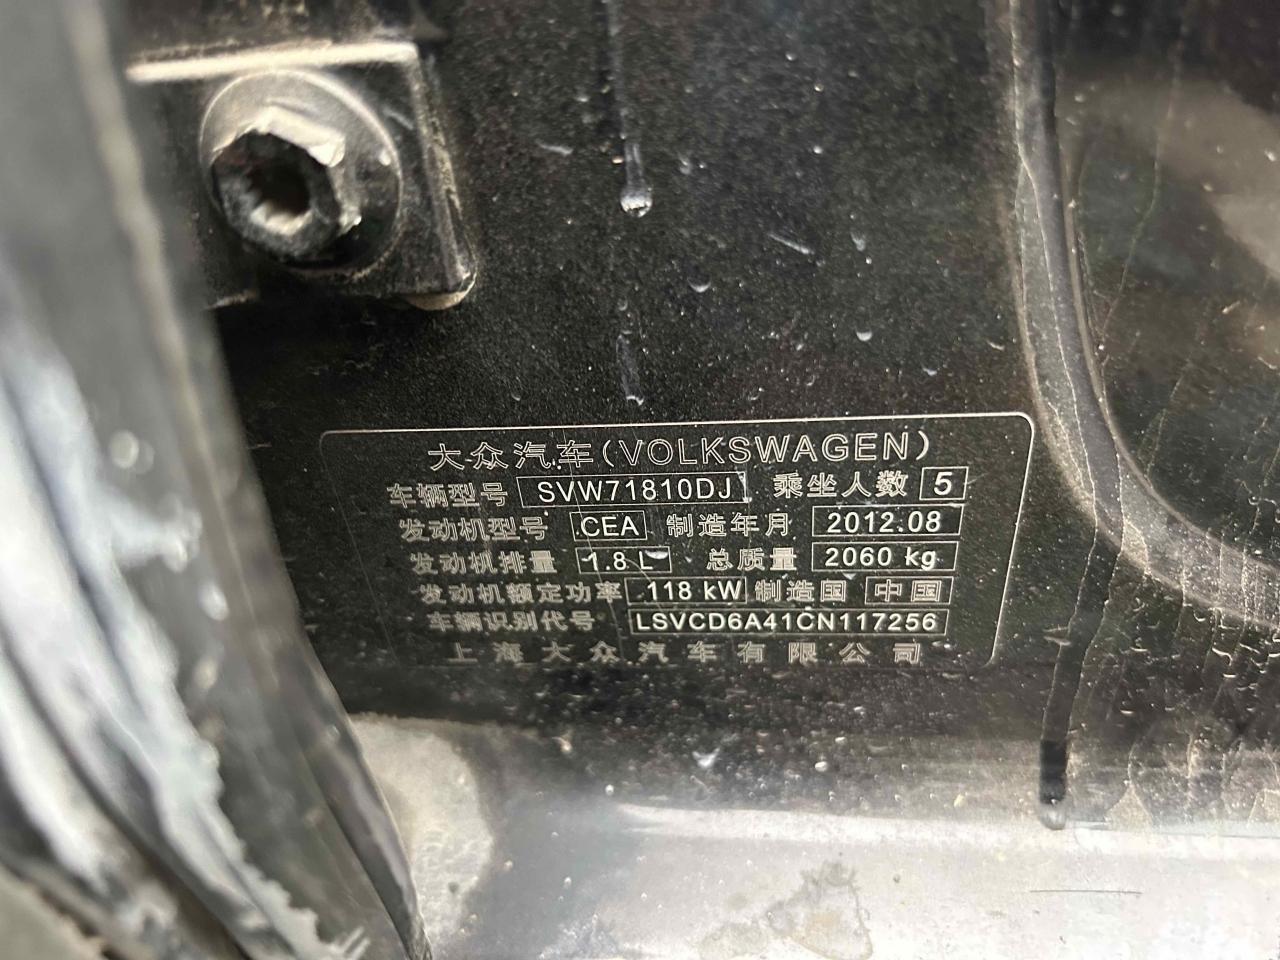 大众汽车(VOLKSWAGEN)
车辆型号 SVW71810DJ 乘坐人数 5
发动机型号 CEA 制造年月 2012.08
发动机排量 1.8 L 总质量 2060 kg
发动机额定功率 118 kW 制造国 中国
车辆识别代号 LSVCD6A41CN117256
上海大众汽车有限公司